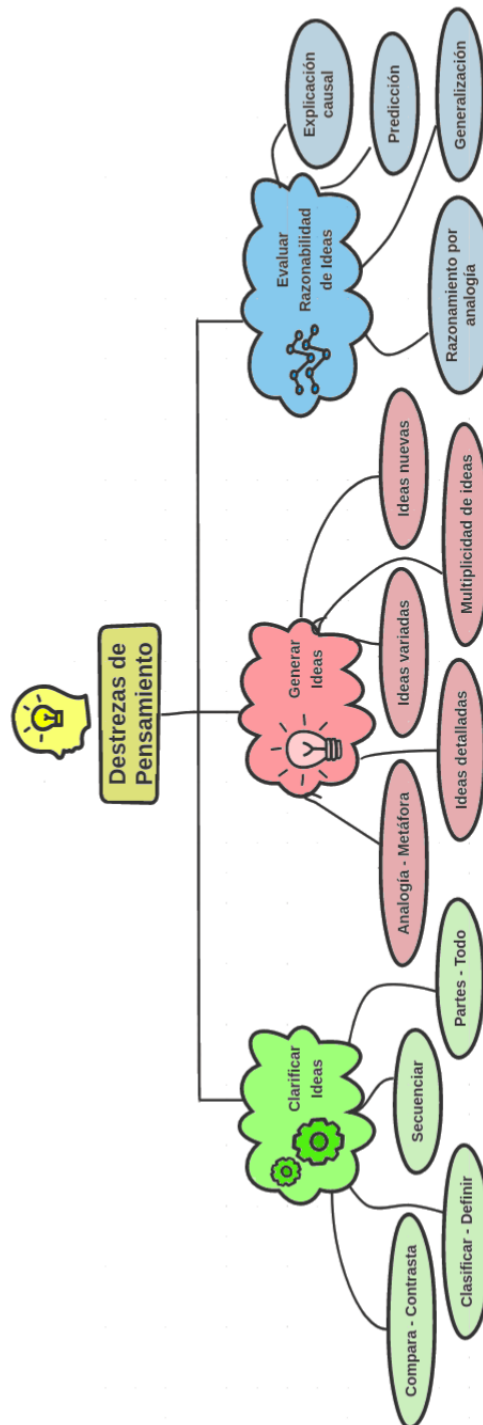 Destrezas de
Pensamiento
Clarificar
Ideas
Compara - Contrasta
Clasificar - Definir
Secuenciar
Partes - Todo
Generar
Ideas
Analogía - Metáfora
Ideas detalladas
Ideas variadas
Multiplicidad de ideas
Ideas nuevas
Evaluar
Razonabilidad
de Ideas
Razonamiento por
analogía
Generalización
Predicción
Explicación
causal